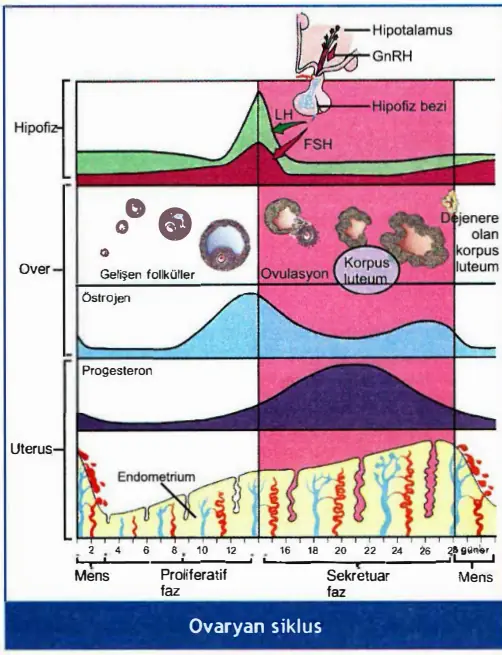 Hipotalamus
GnRH
Hipofiz bezi
LH
FSH
Hipofiz
Dejenere
olan
korpus
luteum
Over
Gelişen follküller
Ovulasyon
Korpus
luteum
Östrojen
Progesteron
Uterus
Endometrium
2 4 6 8 10 12 16 18 20 22 24 26 28 günler
Mens
Proliferatif
faz
Sekretuar
faz
Mens
Ovaryan siklus